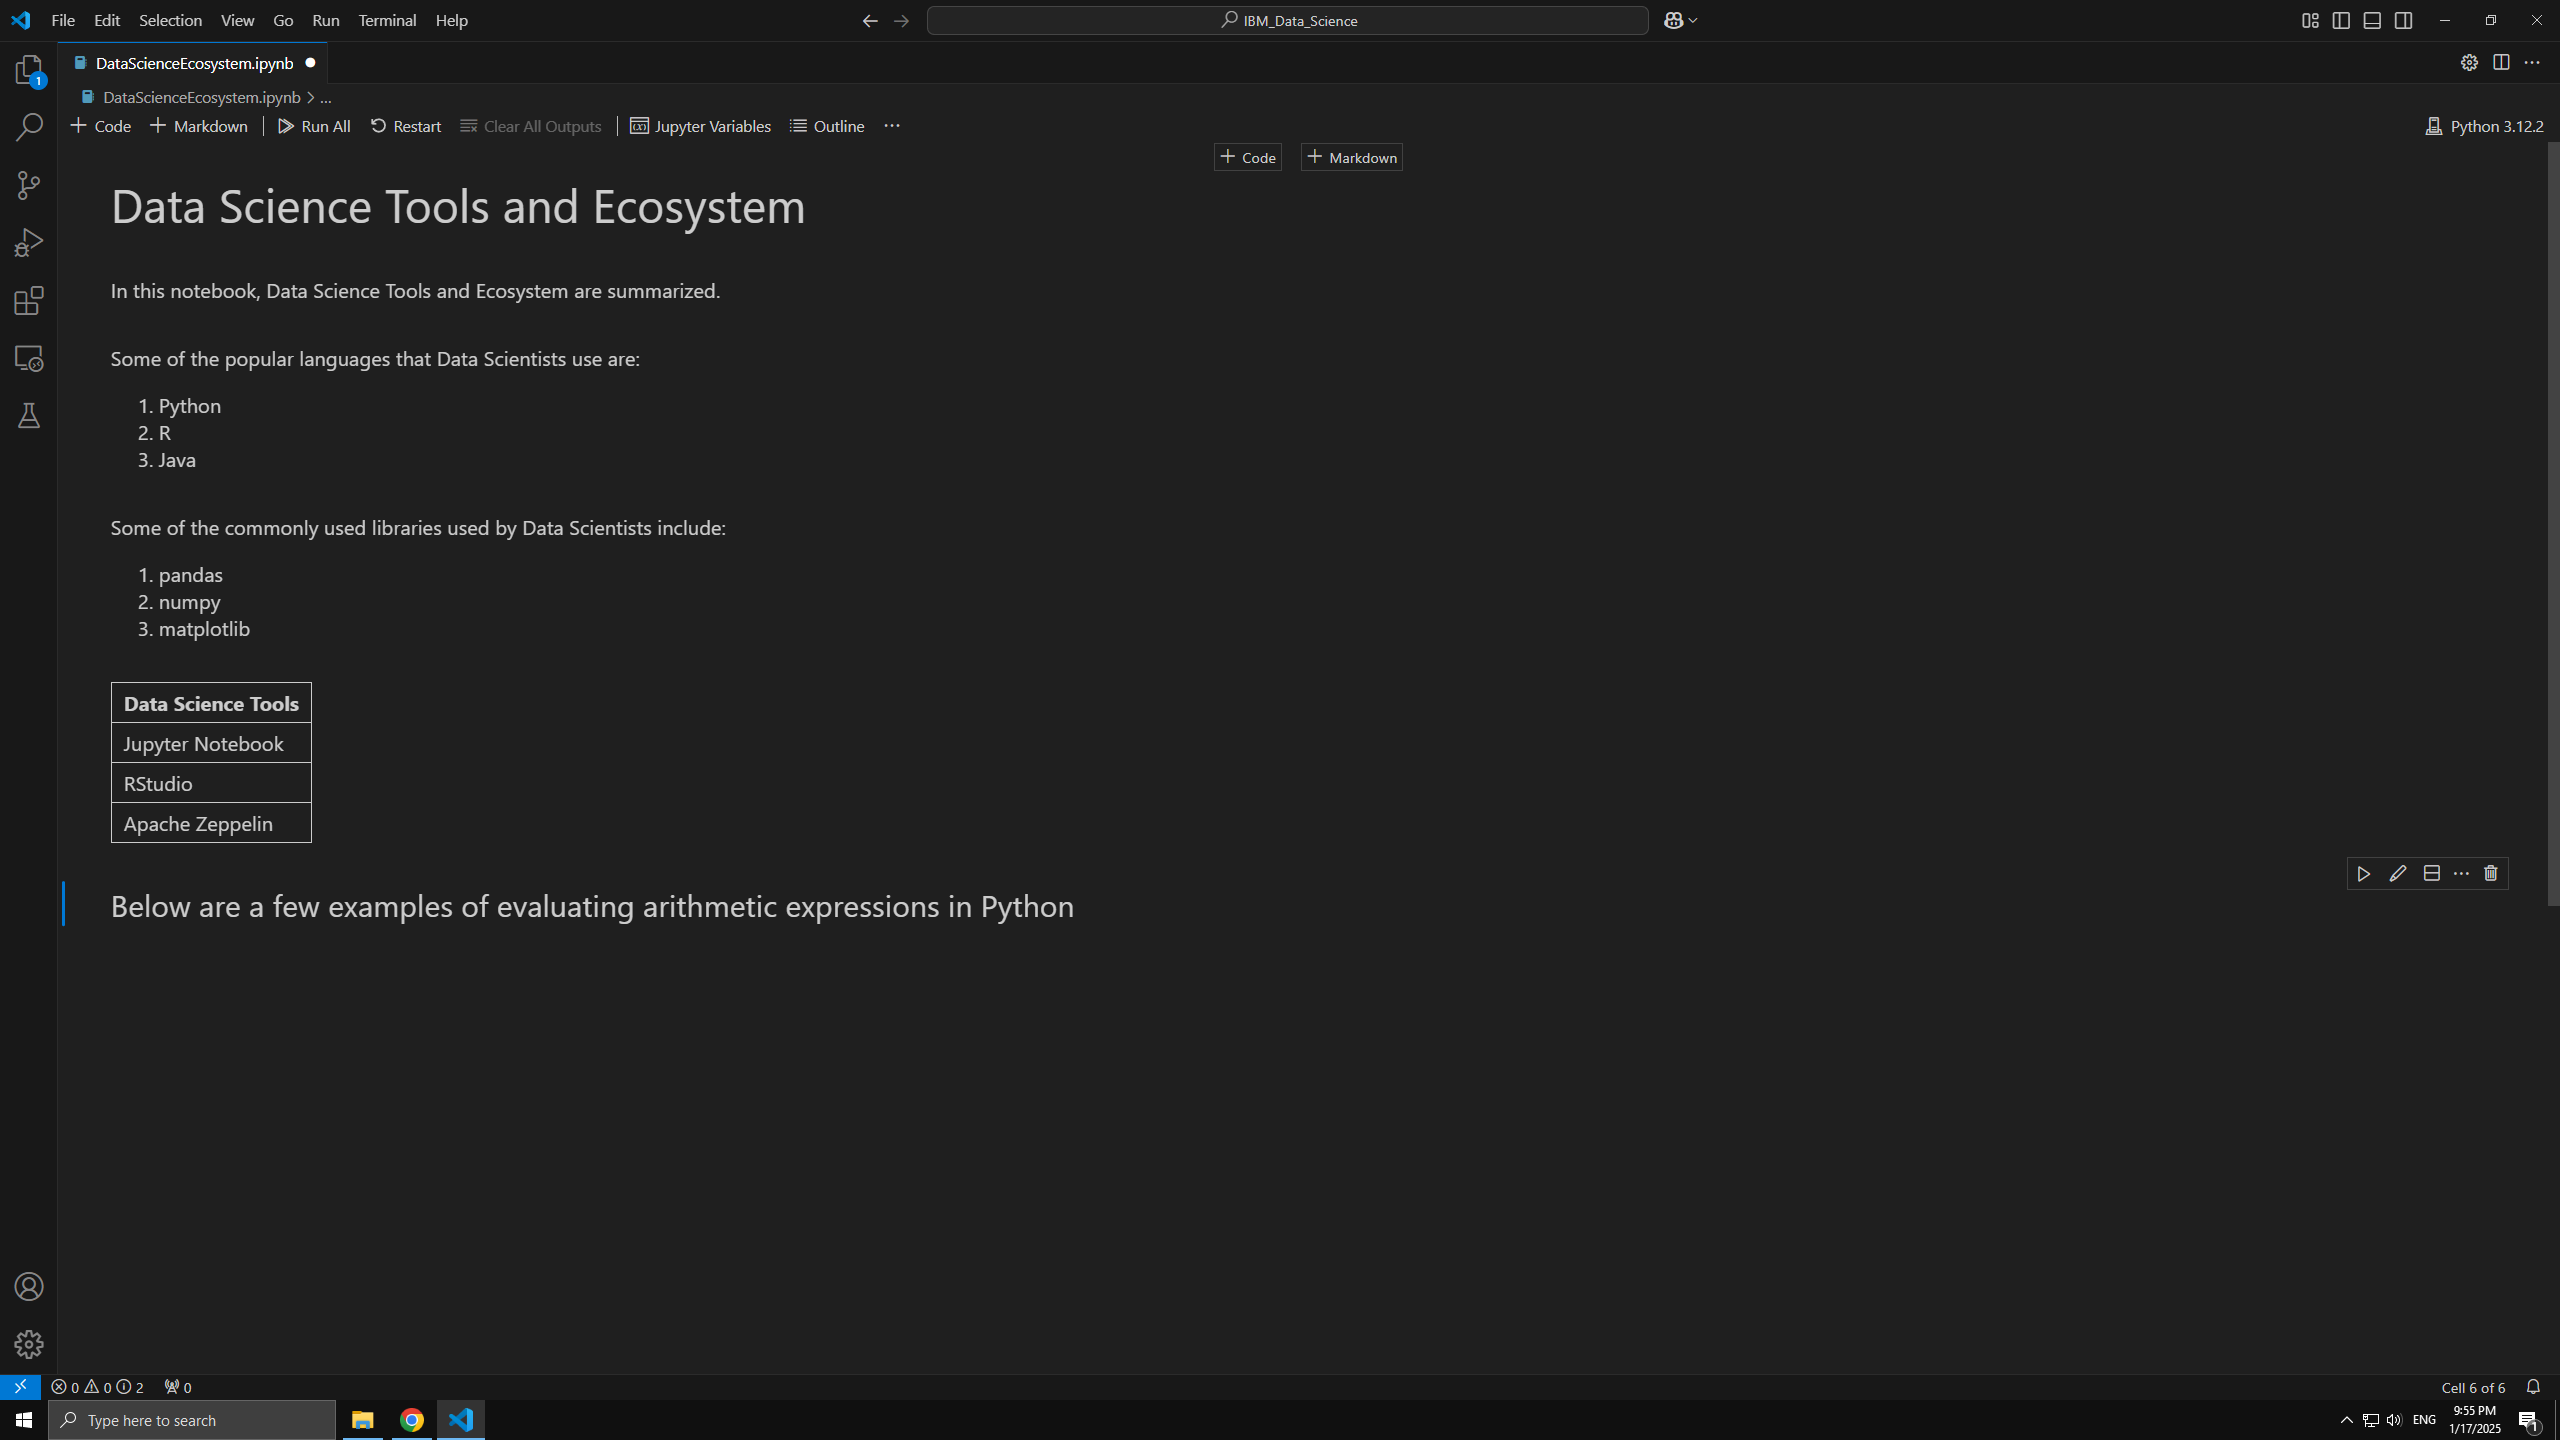 File Edit Selection View Go Run Terminal Help
IBM_Data_Science
DataScienceEcosystem.ipynb
1
DataScienceEcosystem.ipynb > ...
Code Markdown Run All Restart Clear All Outputs Jupyter Variables Outline ...
Python 3.12.2
Code Markdown
Data Science Tools and Ecosystem
In this notebook, Data Science Tools and Ecosystem are summarized.
Some of the popular languages that Data Scientists use are:
1. Python
2. R
3. Java
Some of the commonly used libraries used by Data Scientists include:
1. pandas
2. numpy
3. matplotlib
Data Science Tools
Jupyter Notebook
RStudio
Apache Zeppelin
Below are a few examples of evaluating arithmetic expressions in Python
0 0 2 0
Cell 6 of 6
Type here to search
ENG
9:55 PM
1/17/2025
1